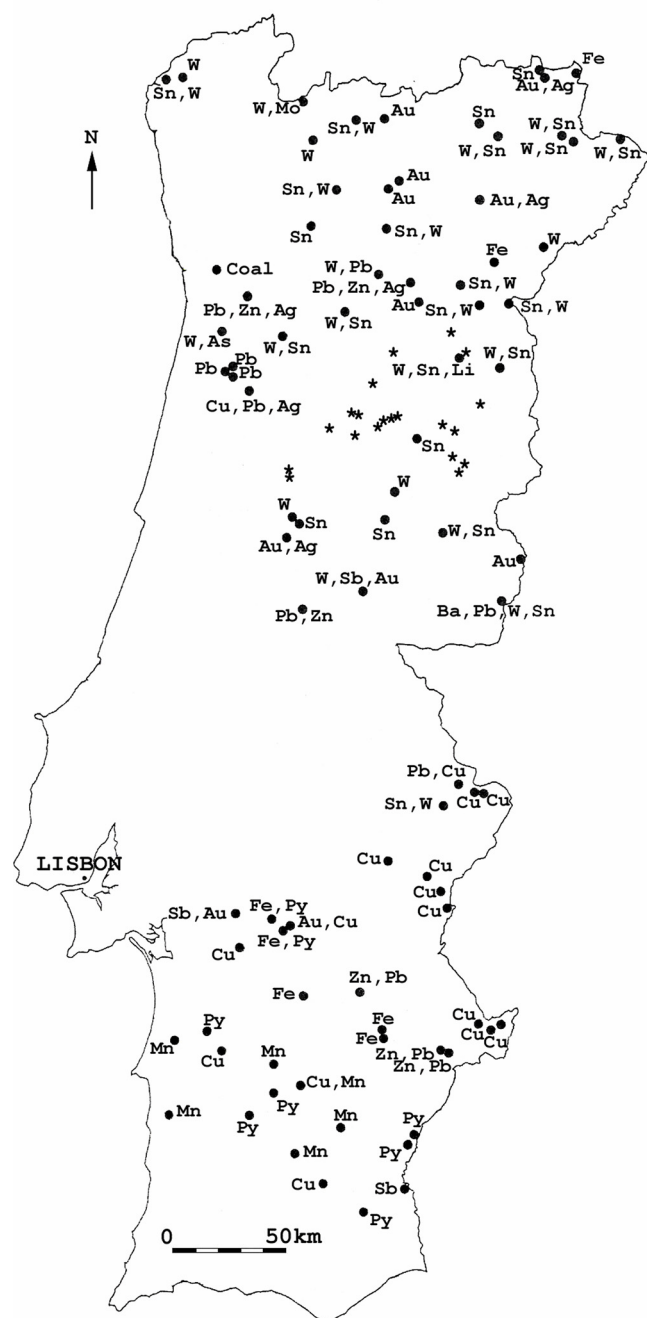 Fe
Sn
Au,Ag
W
Sn,W
W,Mo
Au
Sn,W
Sn
W,Sn
W,Sn
W,Sn
W,Sn
N
W
Au
Sn,W
Au
Au,Ag
Sn
Sn,W
W
Fe
Coal
W,Pb
Pb,Zn,Ag
Sn,W
Pb,Zn,Ag
Au
Sn,W
Sn,W
W,Sn
W,As
W,Sn
Pb
Pb
Pb
W,Sn,Li
W,Sn
Cu,Pb,Ag
* * * * * * * * * * * * * * * * * * * *
Sn
W
W
Sn
Sn
W,Sn
Au,Ag
Au
W,Sb,Au
Pb,Zn
Ba,Pb,W,Sn
Pb,Cu
Cu
Cu
Sn,W
LISBON
Cu
Cu
Cu
Cu
Sb,Au
Fe,Py
Au,Cu
Fe,Py
Cu
Zn,Pb
Fe
Py
Fe
Cu
Cu
Cu
Mn
Cu
Fe
Zn,Pb
Zn,Pb
Mn
Cu,Mn
Py
Mn
Py
Mn
Py
Py
Mn
Cu
Sb
Py
0 50km